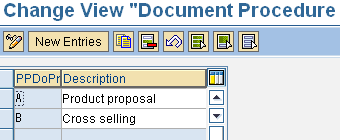 Change View "Document Procedure
New Entries
PPDoPr Description
A Product proposal
B Cross selling